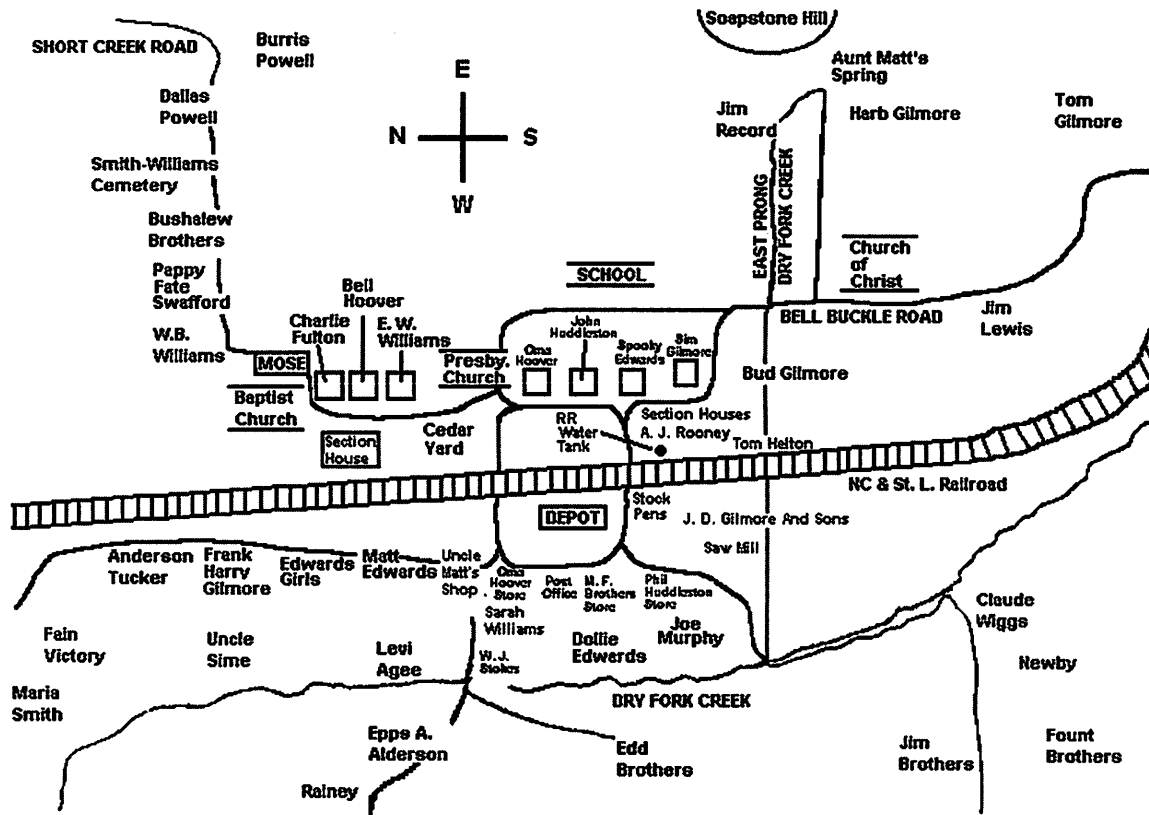 Soapstone Hill
SHORT CREEK ROAD
Burris
Powell
E
N
S
W
Aunt Matt's
Spring
Dallas
Powell
Jim
Record
Herb Gilmore
Tom
Gilmore
Smith-Williams
Cemetery
EAST PRONG
DRY FORK CREEK
Bushalew
Brothers
Pappy
Fate
Swafford
SCHOOL
Church
of
Christ
Bell
Hoover
W.B.
Williams
Charlie
Fulton
E. W.
Williams
BELL BUCKLE ROAD
Jim
Lewis
MOSE
Presby.
Church
Oma
Hoover
John
Huddleston
Spooky
Edwards
Sim
Gilmore
Bud Gilmore
Baptist
Church
Section
House
Cedar
Yard
RR
Water
Tank
Section Houses
A. J. Rooney
Tom Helton
NC & St. L. Railroad
Stock
Pens
DEPOT
J. D. Gilmore And Sons
Saw Mill
Anderson
Tucker
Frank
Harry
Gilmore
Edwards
Girls
Matt
Edwards
Uncle
Matt's
Shop
Oma
Hoover
Store
Post
Office
M. F.
Brothers
Store
Phil
Huddleston
Store
Sarah
Williams
Claude
Wiggs
Fain
Victory
Uncle
Sime
Levi
Agee
W.J.
Stokes
Dollie
Edwards
Joe
Murphy
Newby
Maria
Smith
DRY FORK CREEK
Epps A.
Alderson
Edd
Brothers
Jim
Brothers
Fount
Brothers
Rainey